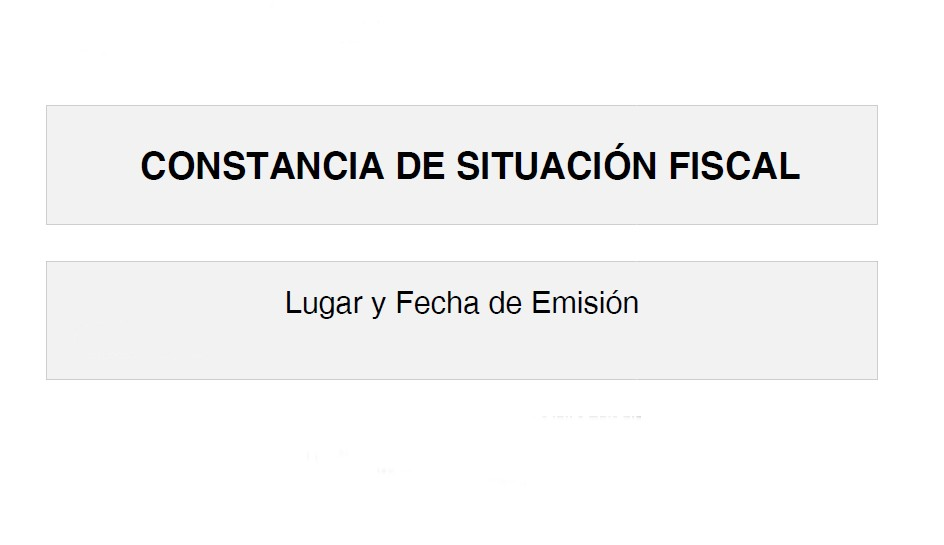 CONSTANCIA DE SITUACIÓN FISCAL
Lugar y Fecha de Emisión